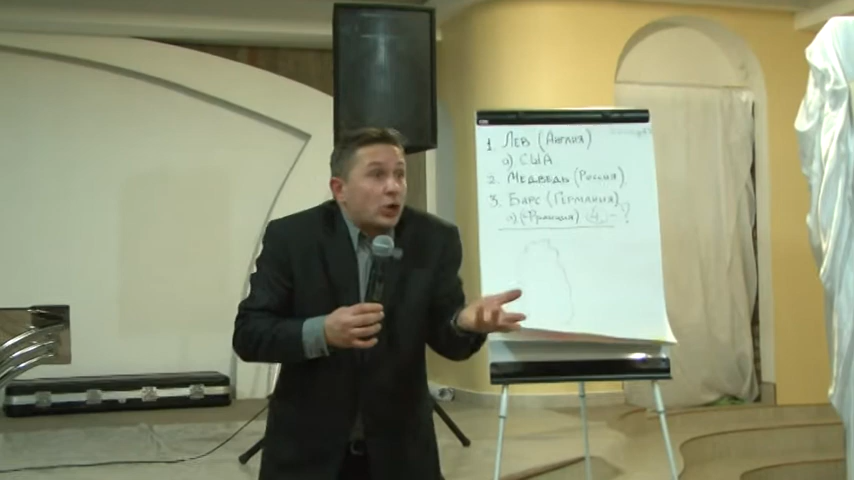 1. Лев (Англия)
а) США
2. Медведь (Россия)
3. Барс (Германия)
а) (Франция) 4. - ?